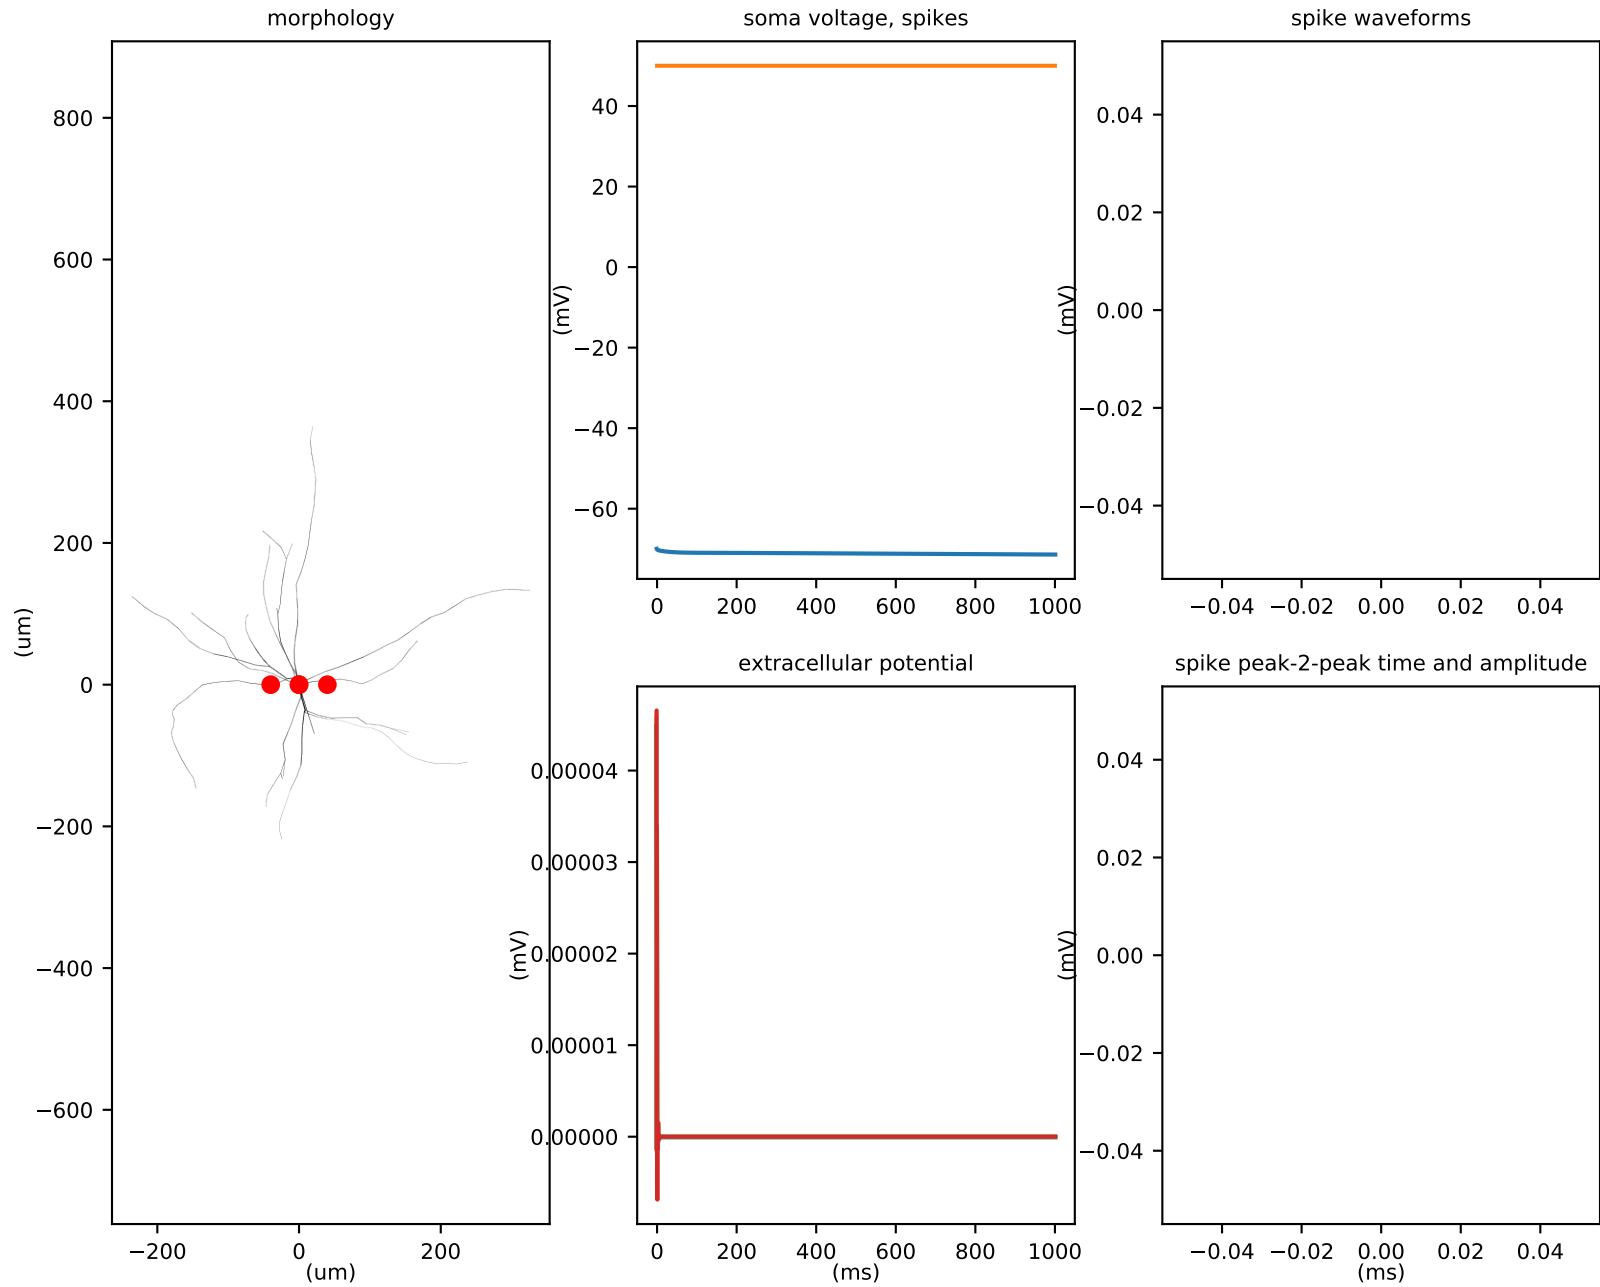 morphology
800
600
400
200
0
−200
−400
−600
(um)
−200 0 200
(um)
soma voltage, spikes
40
20
0
−20
−40
−60
(mV)
0 200 400 600 800 1000
spike waveforms
0.04
0.02
0.00
−0.02
−0.04
(mV)
−0.04 −0.02 0.00 0.02 0.04
extracellular potential
0.00004
0.00003
0.00002
0.00001
0.00000
(mV)
0 200 400 600 800 1000
(ms)
spike peak-2-peak time and amplitude
0.04
0.02
0.00
−0.02
−0.04
(mV)
−0.04 −0.02 0.00 0.02 0.04
(ms)